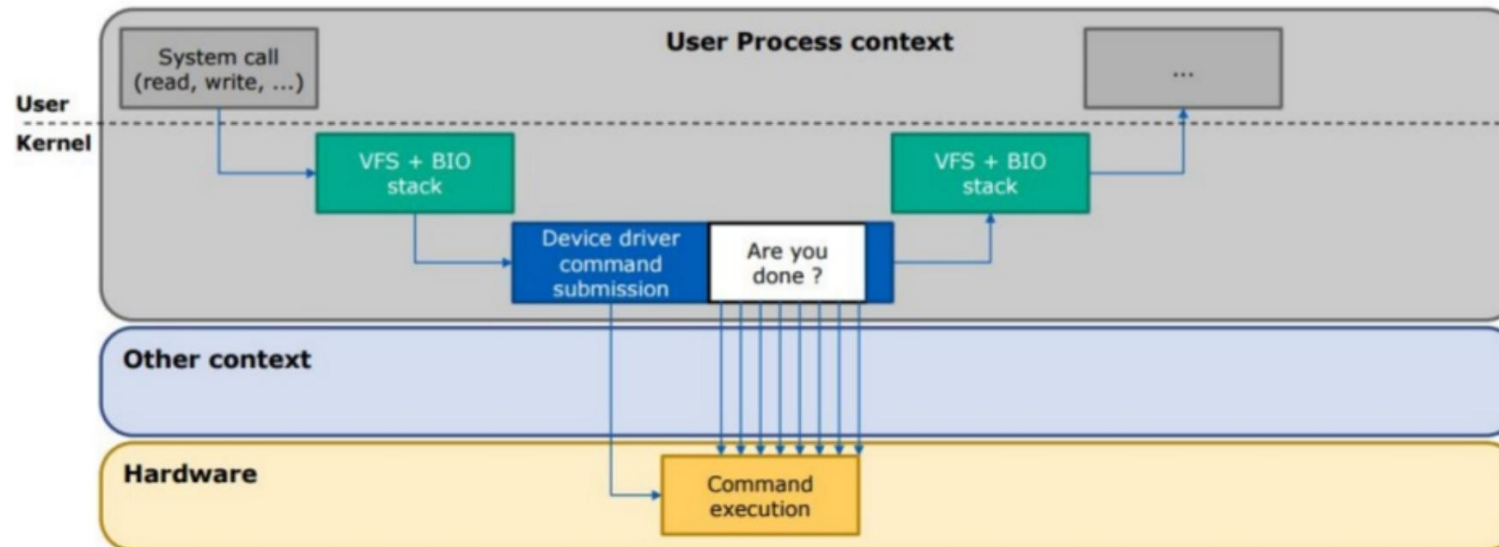 System call
(read, write, ...)
User Process context
...
User
Kernel
VFS + BIO
stack
VFS + BIO
stack
Device driver
command
submission
Are you
done ?
Other context
Hardware
Command
execution